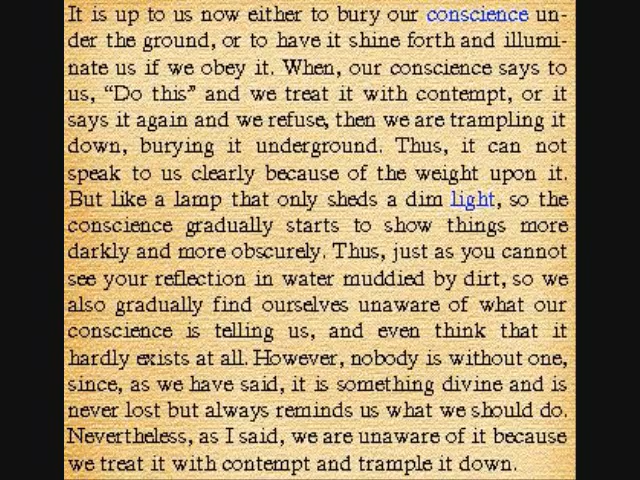 It is up to us now either to bury our conscience un-
der the ground, or to have it shine forth and illumi-
nate us if we obey it. When, our conscience says to
us, “Do this” and we treat it with contempt, or it
says it again and we refuse, then we are trampling it
down, burying it underground. Thus, it can not
speak to us clearly because of the weight upon it.
But like a lamp that only sheds a dim light, so the
conscience gradually starts to show things more
darkly and more obscurely. Thus, just as you cannot
see your reflection in water muddied by dirt, so we
also gradually find ourselves unaware of what our
conscience is telling us, and even think that it
hardly exists at all. However, nobody is without one,
since, as we have said, it is something divine and is
never lost but always reminds us what we should do.
Nevertheless, as I said, we are unaware of it because
we treat it with contempt and trample it down.